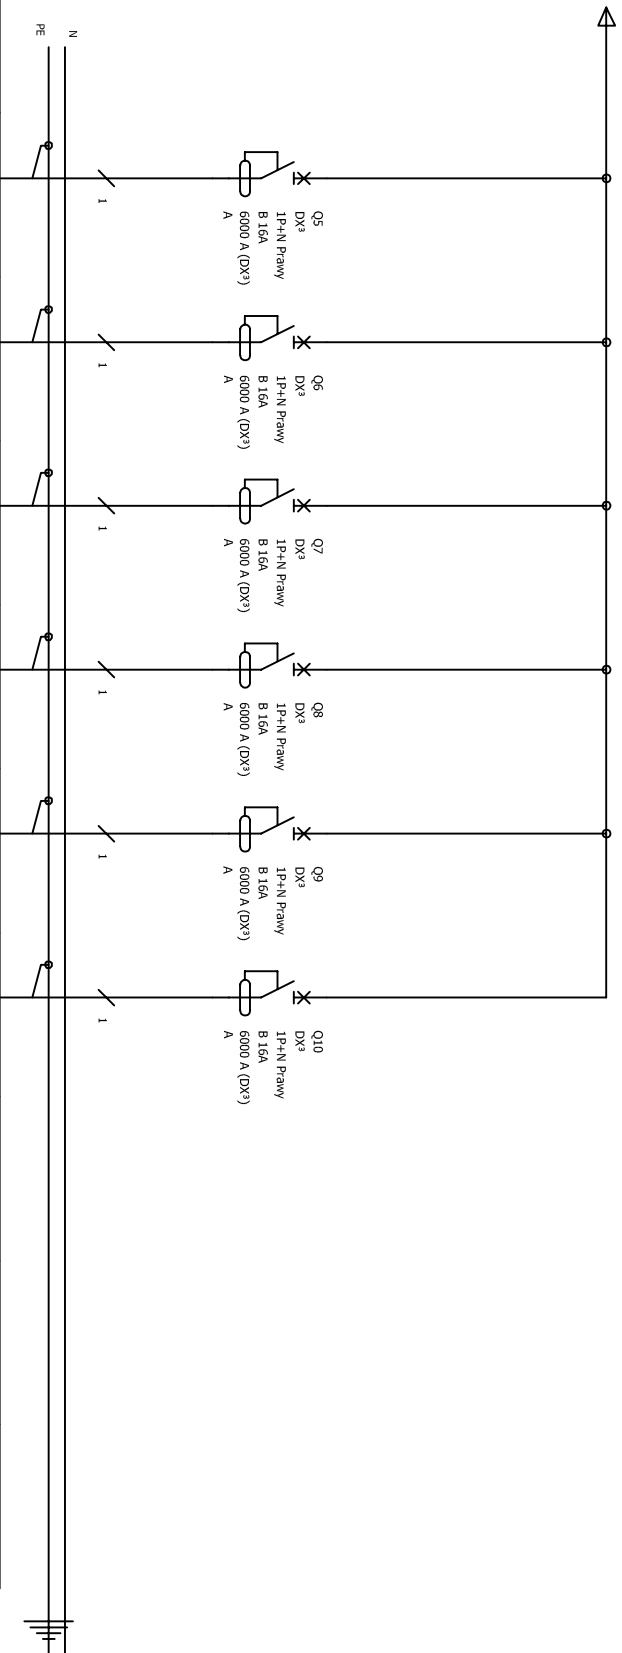 PE
N
Q5
DX³
1P+N Prawy
B 16A
6000 A (DX³)
A
1
Q6
DX³
1P+N Prawy
B 16A
6000 A (DX³)
A
1
Q7
DX³
1P+N Prawy
B 16A
6000 A (DX³)
A
1
Q8
DX³
1P+N Prawy
B 16A
6000 A (DX³)
A
1
Q9
DX³
1P+N Prawy
B 16A
6000 A (DX³)
A
1
Q10
DX³
1P+N Prawy
B 16A
6000 A (DX³)
A
1